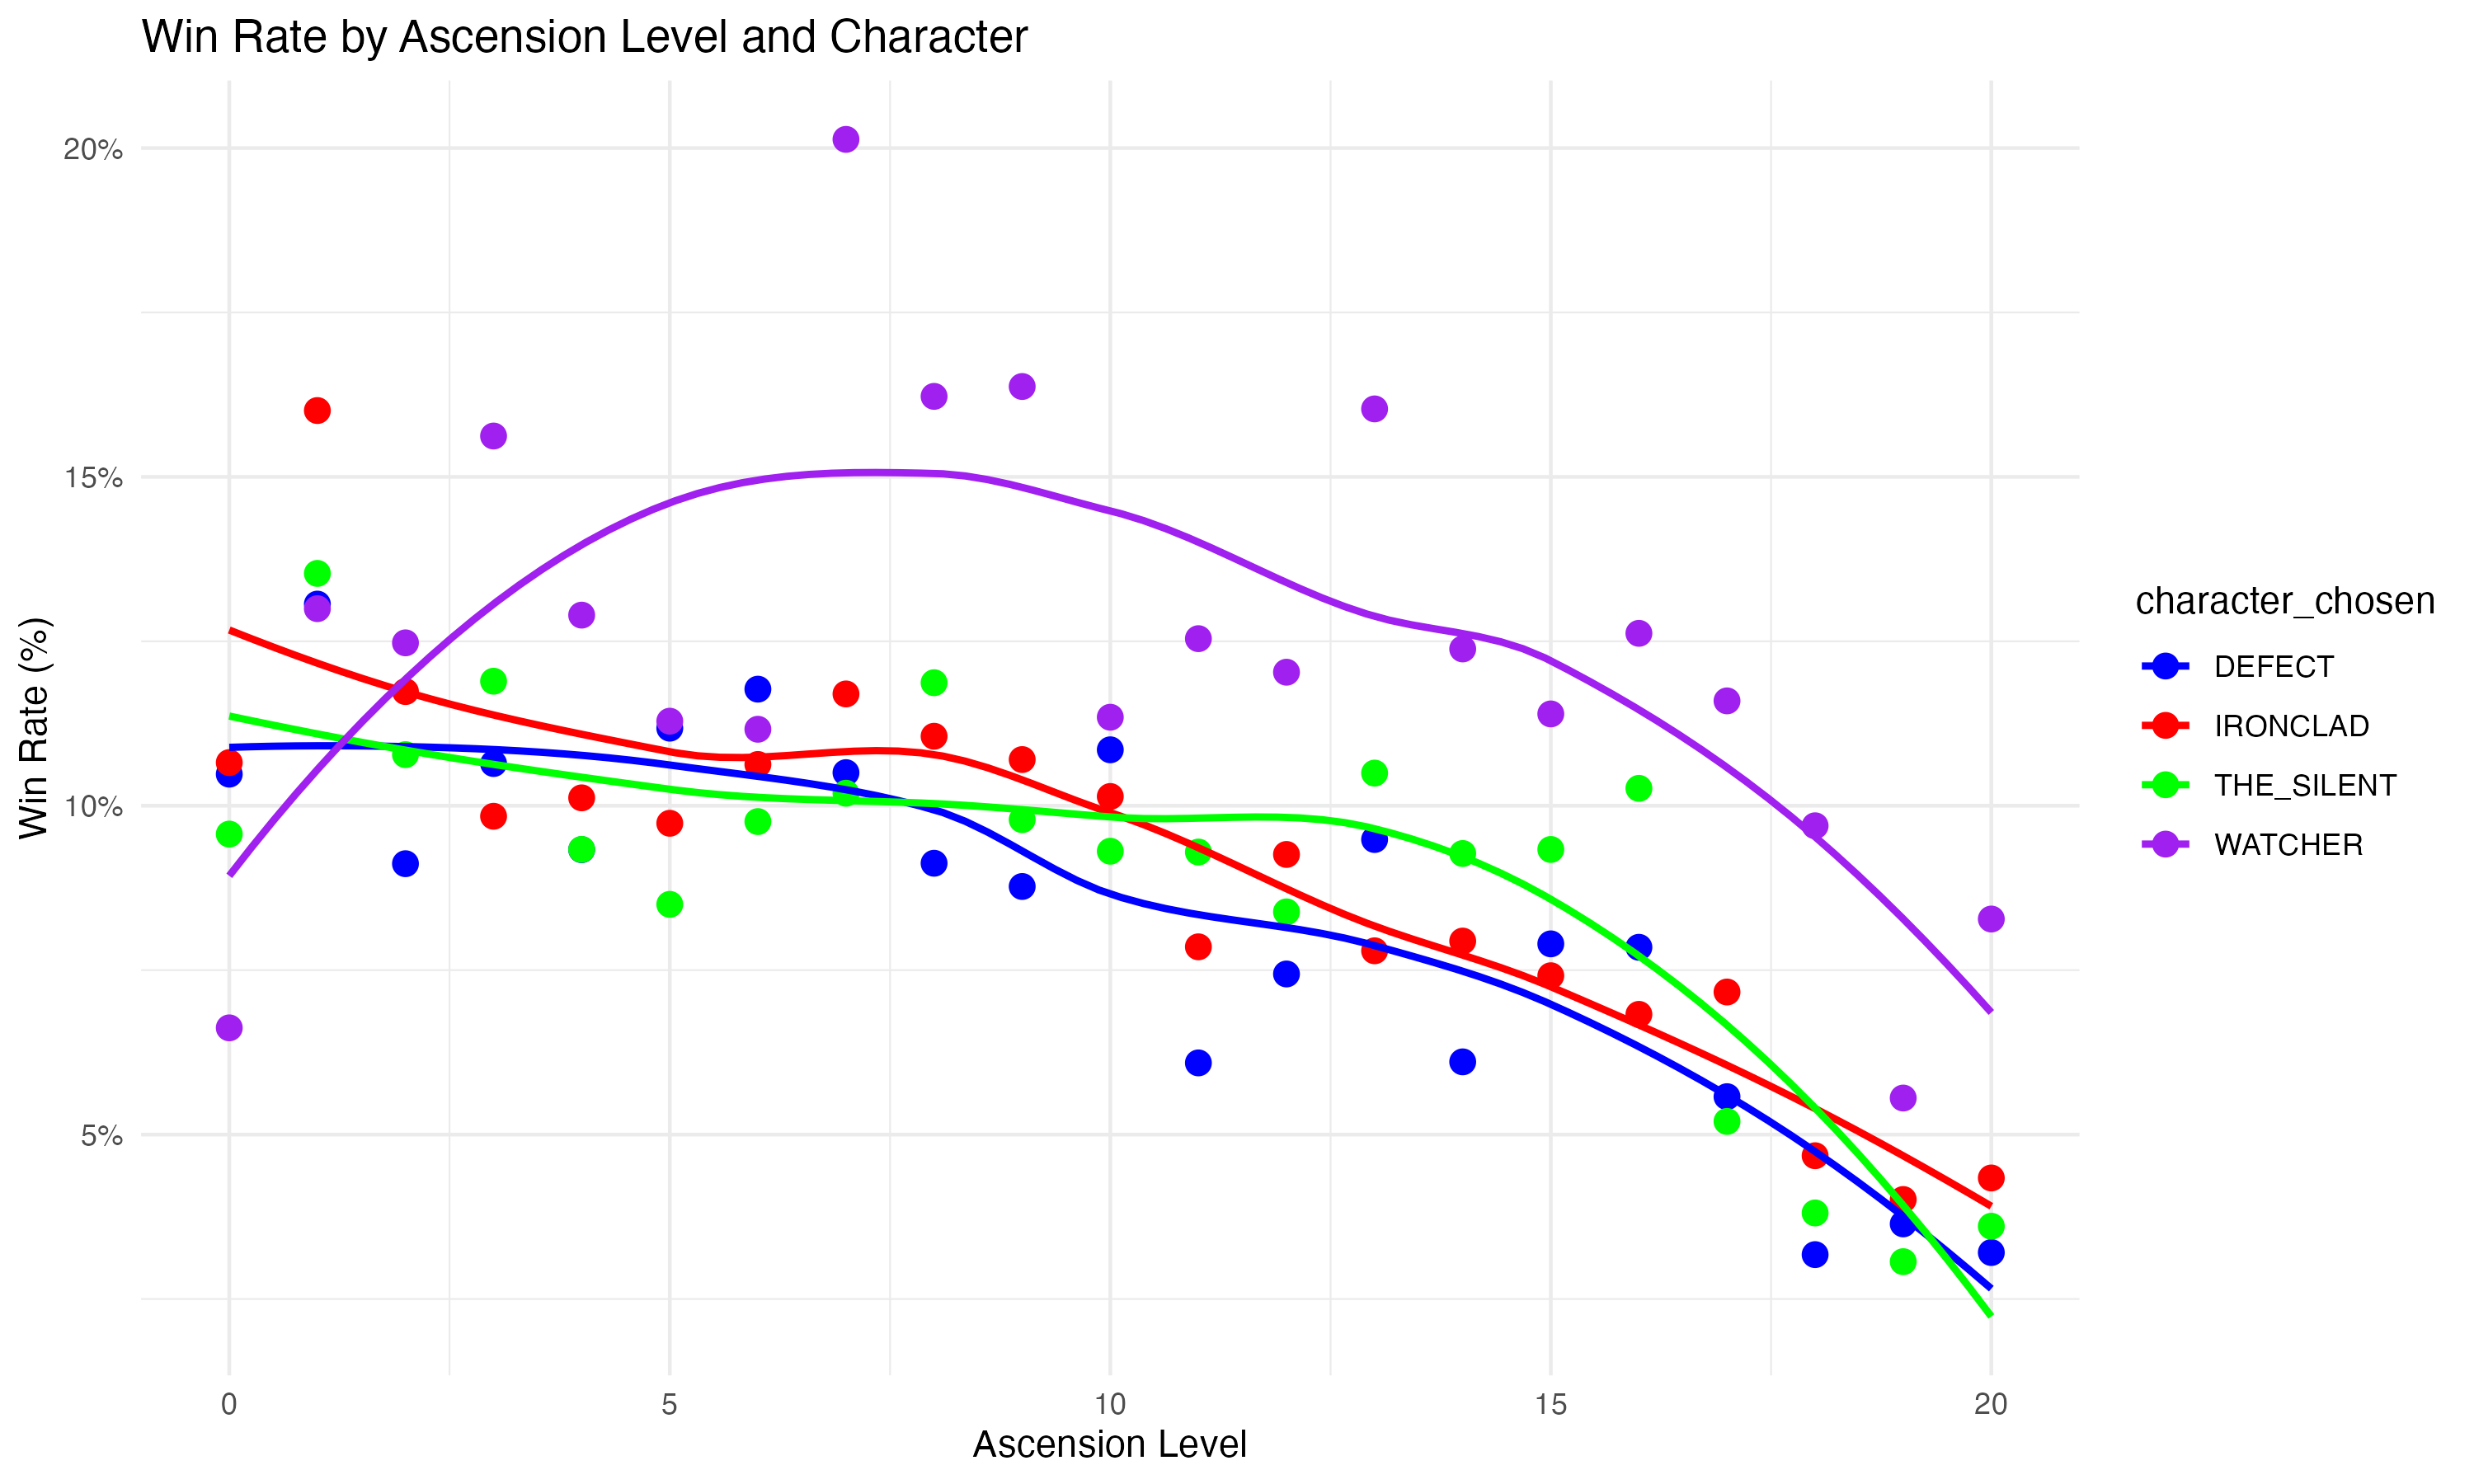 Win Rate by Ascension Level and Character
Win Rate (%)
20%
15%
10%
5%
0
5
10
15
20
Ascension Level
character_chosen
DEFECT
IRONCLAD
THE_SILENT
WATCHER